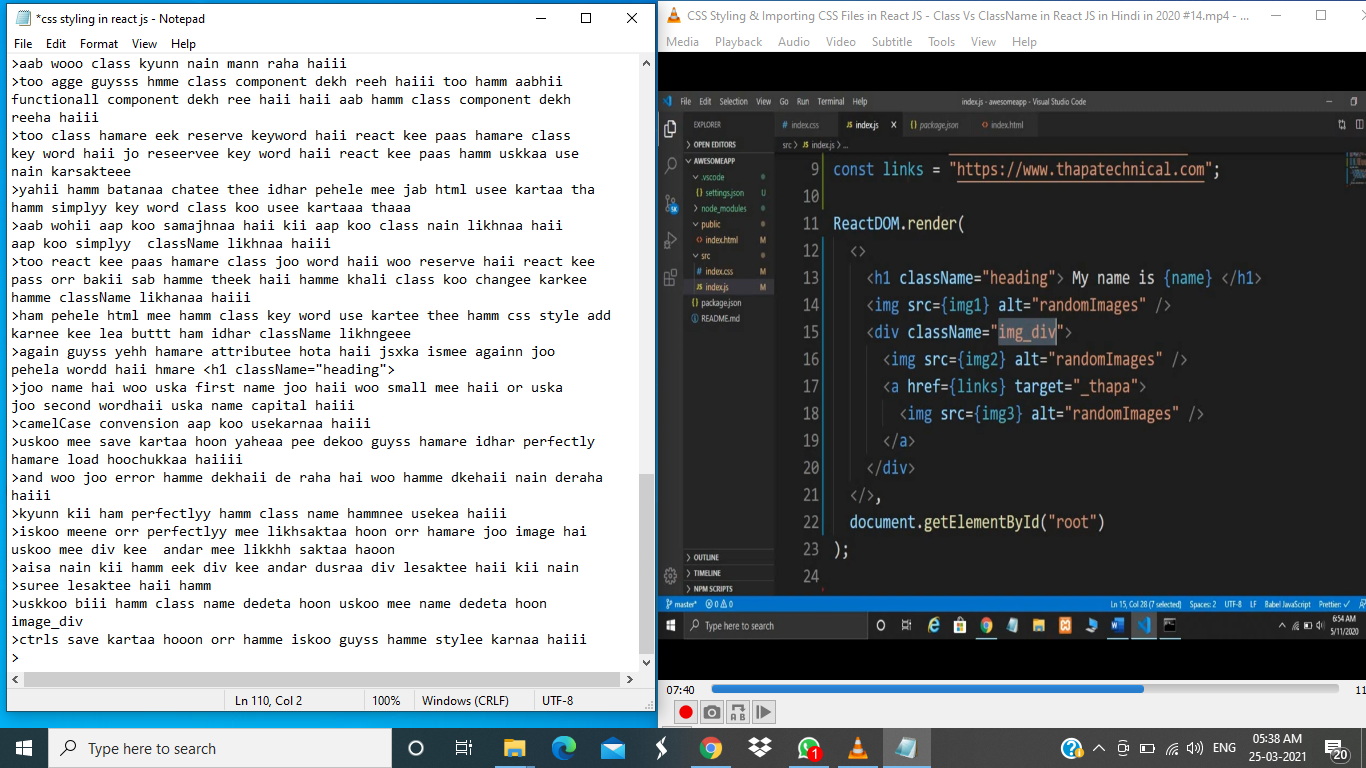 *css styling in react js - Notepad
File Edit Format View Help
>aab wooo class kyunn nain mann raha haiii
>too agge guysss hmme class component dekh reeh haiii too hamm aabhii
functionall component dekh ree haii haii aab hamm class component dekh
reeha haiii
>too class hamare eek reserve keyword haii react kee paas hamare class
key word haii jo reseervee key word haii react kee paas hamm uskkaa use
nain karsakteee
>yahii hamm batanaa chatee thee idhar pehele mee jab html usee kartaa tha
hamm simplyy key word class koo usee kartaaa thaaa
>aab wohii aap koo samajhnaa haii kii aap koo class nain likhnaa haii
aap koo simplyy  className likhnaa haiii
>too react kee paas hamare class joo word haii woo reserve haii react kee
pass orr bakii sab hamme theek haii hamme khali class koo changee karkee
hamme className likhanaa haiii
>ham pehele html mee hamm class key word use kartee thee hamm css style add
karnee kee lea buttt ham idhar className likhngeee
>again guyss yehh hamare attributee hota haii jsxka ismee againn joo
pehela wordd haii hmare <h1 className="heading">
>joo name hai woo uska first name joo haii woo small mee haii or uska
joo second wordhaii uska name capital haiii
>camelCase convension aap koo usekarnaa haiii
>uskoo mee save kartaa hoon yaheaa pee dekoo guyss hamare idhar perfectly
hamare load hoochukkaa haiiii
>and woo joo error hamme dekhaii de raha hai woo hamme dkehaii nain deraha
haiii
>kyunn kii ham perfectlyy hamm class name hammnee usekea haiii
>iskoo meene orr perfectlyy mee likhsaktaa hoon orr hamare joo image hai
uskoo mee div kee  andar mee likkhh saktaa haoon
>aisa nain kii hamm eek div kee andar dusraa div lesaktee haii kii nain
>suree lesaktee haii hamm
>uskkoo biii hamm class name dedeta hoon uskoo mee name dedeta hoon
image_div
>ctrls save kartaa hooon orr hamme iskoo guyss hamme stylee karnaa haiii
>
Ln 110, Col 2 100% Windows (CRLF) UTF-8
CSS Styling & Importing CSS Files in React JS - Class Vs ClassName in React JS in Hindi in 2020 #14.mp4 - ...
Media Playback Audio Video Subtitle Tools View Help
File Edit Selection View Go Run Terminal Help index.js - awesomeapp - Visual Studio Code
EXPLORER
index.css JS index.js X package.json index.html
OPEN EDITORS
src > JS index.js > ...
AWESOMEAPP
.vscode
settings.json U
node_modules
public
index.html M
src
index.css M
JS index.js M
package.json
README.md
OUTLINE
TIMELINE
NPM SCRIPTS
9 const links = "https://www.thapatechnical.com";
10
11 ReactDOM.render(
12 <>
13 <h1 className="heading"> My name is {name} </h1>
14 <img src={img1} alt="randomImages" />
15 <div className="img_div">
16 <img src={img2} alt="randomImages" />
17 <a href={links} target="_thapa">
18 <img src={img3} alt="randomImages" />
19 </a>
20 </div>
21 </>,
22 document.getElementById("root")
23 );
24
master* 0 0 Ln 15, Col 28 (7 selected) Spaces: 2 UTF-8 LF Babel JavaScript Prettier: ✓
Type here to search
6:54 AM
5/11/2020
07:40 11
Type here to search
1
ENG
05:38 AM
25-03-2021
20